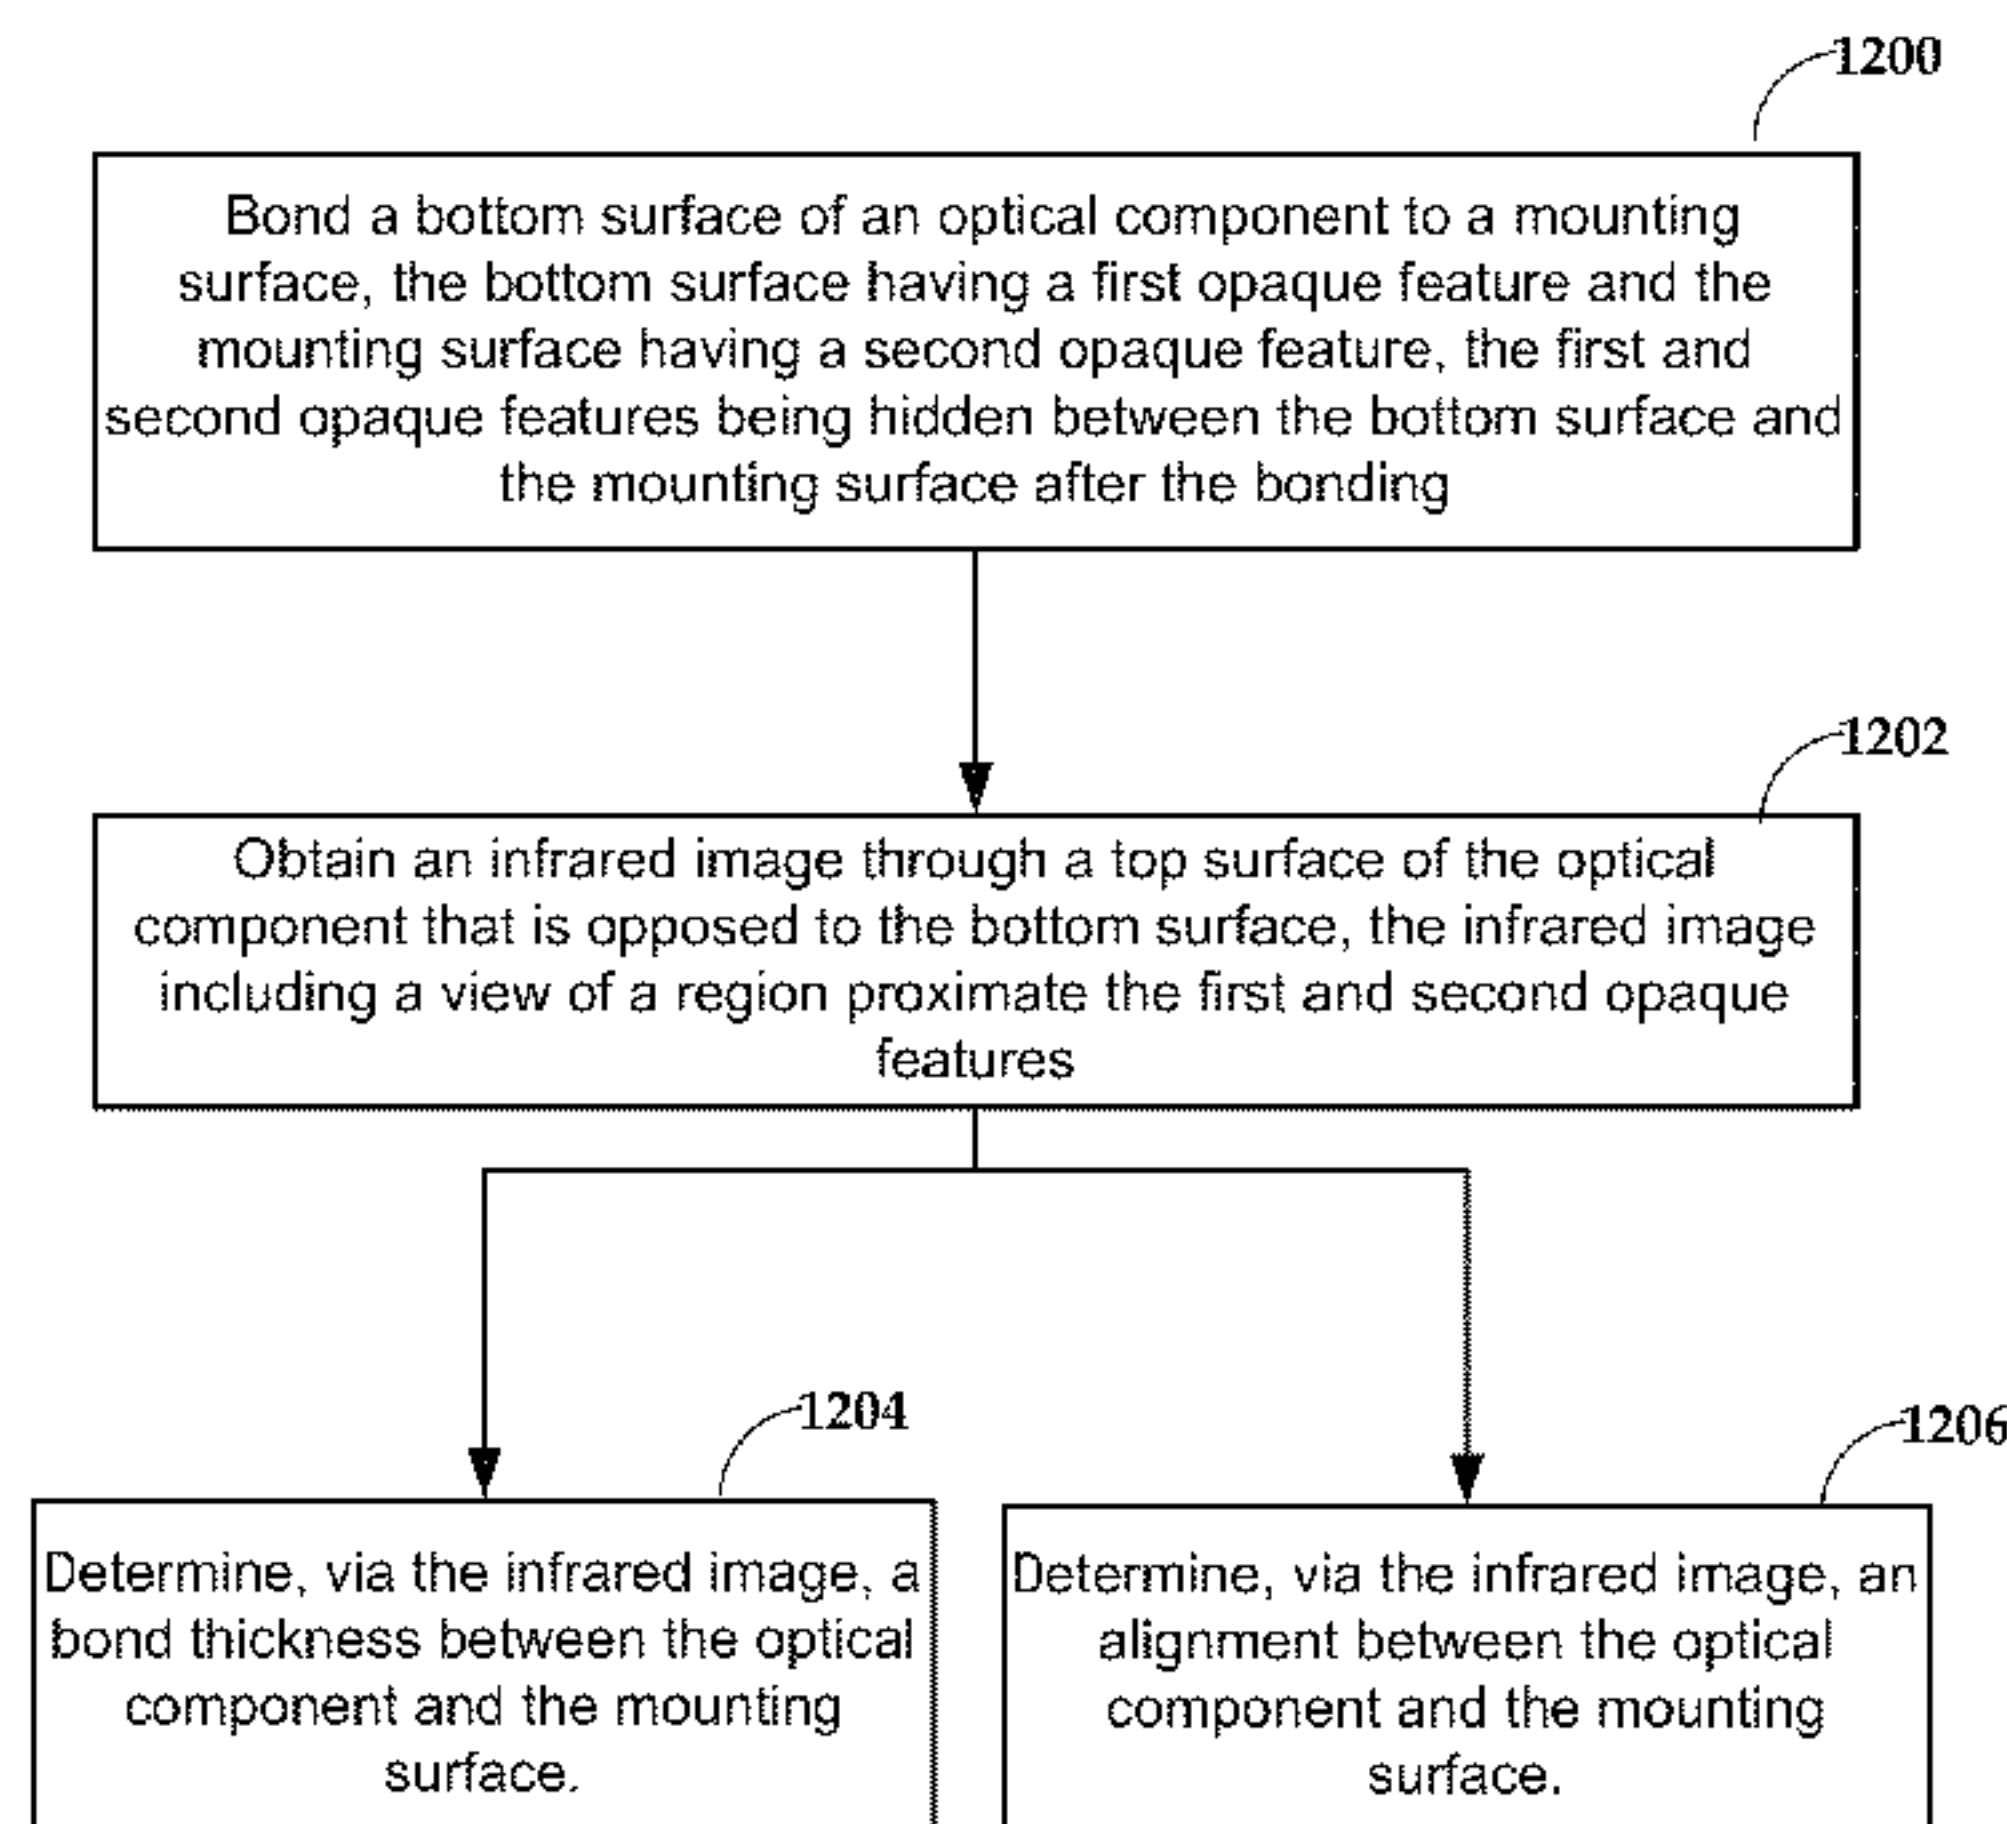 1200
Bond a bottom surface of an optical component to a mounting
surface, the bottom surface having a first opaque feature and the
mounting surface having a second opaque feature, the first and
second opaque features being hidden between the bottom surface and
the mounting surface after the bonding
1202
Obtain an infrared image through a top surface of the optical
component that is opposed to the bottom surface, the infrared image
including a view of a region proximate the first and second opaque
features
1204
Determine, via the infrared image, a
bond thickness between the optical
component and the mounting
surface.
1206
Determine, via the infrared image, an
alignment between the optical
component and the mounting
surface.